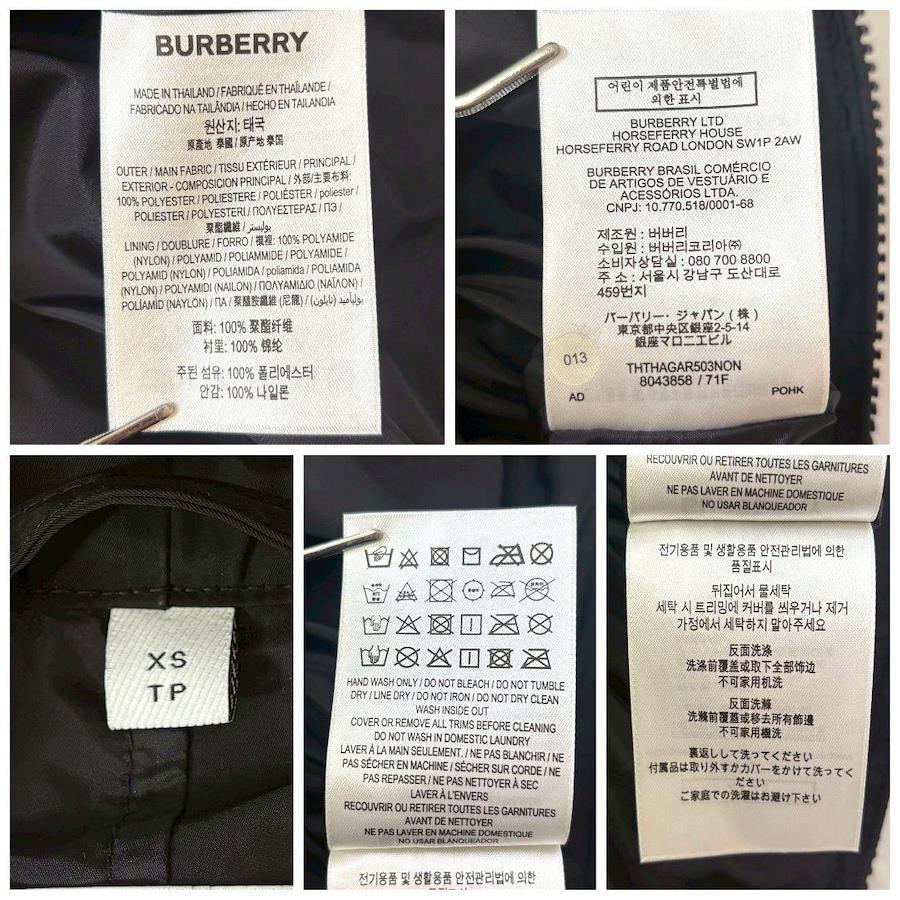 BURBERRY
MADE IN THAILAND / FABRIQUÉ EN THAÏLANDE /
FABRICADO NA TAILÂNDIA / HECHO EN TAILANDIA
원산지: 태국
原產地: 泰國 / 原产地: 泰国
OUTER / MAIN FABRIC / TISSU EXTÉRIEUR / PRINCIPAL /
EXTERIOR - COMPOSICION PRINCIPAL / 外部/主要布料:
100% POLYESTER / POLIESTERE / POLIÉSTER / poliester /
POLIESTER / POLYESTERI / ΠΟΛΥΕΣΤΕΡΑΣ / ПЭ /
聚酯纖維 / بوليستر
LINING / DOUBLURE / FORRO / 襯裡: 100% POLYAMIDE
(NYLON) / POLYAMID / POLIAMMIDE / POLYAMIDE /
POLYAMID (NYLON) / POLIAMIDA / poliamida / POLIAMIDA
(NYLON) / POLYAMIDI (NAILON) / ΠΟΛΥΑΜΙΔΙΟ (ΝΑΪΛΟΝ) /
POLÍAMÍD (NAYLON) / ПА / 聚醯胺纖維 (尼龍) / بولياميد (نايلون)
面料: 100% 聚酯纤维
衬里: 100% 锦纶
주된 섬유: 100% 폴리에스터
안감: 100% 나일론
어린이 제품안전특별법에
의한 표시
BURBERRY LTD
HORSEFERRY HOUSE
HORSEFERRY ROAD LONDON SW1P 2AW
BURBERRY BRASIL COMÉRCIO
DE ARTIGOS DE VESTUÁRIO E
ACESSÓRIOS LTDA.
CNPJ: 10.770.518/0001-68
제조원 : 버버리
수입원 : 버버리코리아㈜
소비자상담실 : 080 700 8800
주 소 : 서울시 강남구 도산대로
459번지
バーバリー・ジャパン ( 株 )
東京都中央区銀座2-5-14
銀座マロニエビル
013
THTHAGAR503NON
8043858 / 71F
AD
POHK
XS
TP
HAND WASH ONLY / DO NOT BLEACH / DO NOT TUMBLE
DRY / LINE DRY / DO NOT IRON / DO NOT DRY CLEAN
WASH INSIDE OUT
COVER OR REMOVE ALL TRIMS BEFORE CLEANING
DO NOT WASH IN DOMESTIC LAUNDRY
LAVER À LA MAIN SEULEMENT. / NE PAS BLANCHIR / NE
PAS SÉCHER EN MACHINE / SÉCHER SUR CORDE / NE
PAS REPASSER / NE PAS NETTOYER À SEC
LAVER À L'ENVERS
RECOUVRIR OU RETIRER TOUTES LES GARNITURES
AVANT DE NETTOYER
NE PAS LAVER EN MACHINE DOMESTIQUE
NO USAR BLANQUEADOR
전기용품 및 생활용품 안전관리법에 의한
품질표시
RECOUVRIR OU RETIRER TOUTES LES GARNITURES
AVANT DE NETTOYER
NE PAS LAVER EN MACHINE DOMESTIQUE
NO USAR BLANQUEADOR
전기용품 및 생활용품 안전관리법에 의한
품질표시
뒤집어서 물세탁
세탁 시 트리밍에 커버를 씌우거나 제거
가정에서 세탁하지 말아주세요
反面洗涤
洗涤前覆盖或取下全部饰边
不可家用机洗
反面洗滌
洗滌前覆蓋或移去所有飾邊
不可家用機洗
裏返しして洗ってください
付属品は取り外すかカバーをかけて洗ってく
ださい
ご家庭での洗濯はお避け下さい